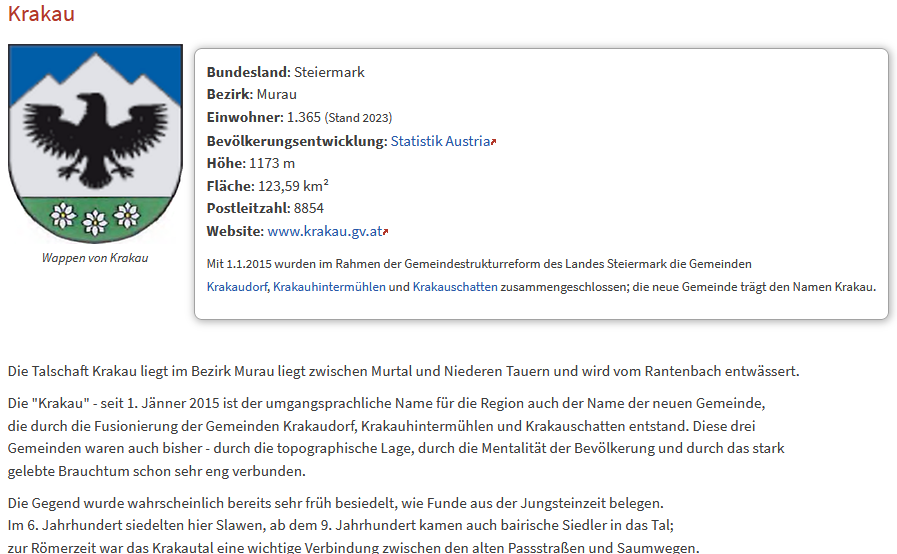 Krakau
Bundesland: Steiermark
Bezirk: Murau
Einwohner: 1.365 (Stand 2023)
Bevölkerungsentwicklung: Statistik Austria
Höhe: 1173 m
Fläche: 123,59 km²
Postleitzahl: 8854
Website: www.krakau.gv.at
Mit 1.1.2015 wurden im Rahmen der Gemeindestrukturreform des Landes Steiermark die Gemeinden
Krakaudorf, Krakauhintermühlen und Krakauschatten zusammengeschlossen; die neue Gemeinde trägt den Namen Krakau.
Wappen von Krakau
Die Talschaft Krakau liegt im Bezirk Murau liegt zwischen Murtal und Niederen Tauern und wird vom Rantenbach entwässert.
Die "Krakau" - seit 1. Jänner 2015 ist der umgangsprachliche Name für die Region auch der Name der neuen Gemeinde,
die durch die Fusionierung der Gemeinden Krakaudorf, Krakauhintermühlen und Krakauschatten entstand. Diese drei
Gemeinden waren auch bisher - durch die topographische Lage, durch die Mentalität der Bevölkerung und durch das stark
gelebte Brauchtum schon sehr eng verbunden.
Die Gegend wurde wahrscheinlich bereits sehr früh besiedelt, wie Funde aus der Jungsteinzeit belegen.
Im 6. Jahrhundert siedelten hier Slawen, ab dem 9. Jahrhundert kamen auch bairische Siedler in das Tal;
zur Römerzeit war das Krakautal eine wichtige Verbindung zwischen den alten Passstraßen und Saumwegen.